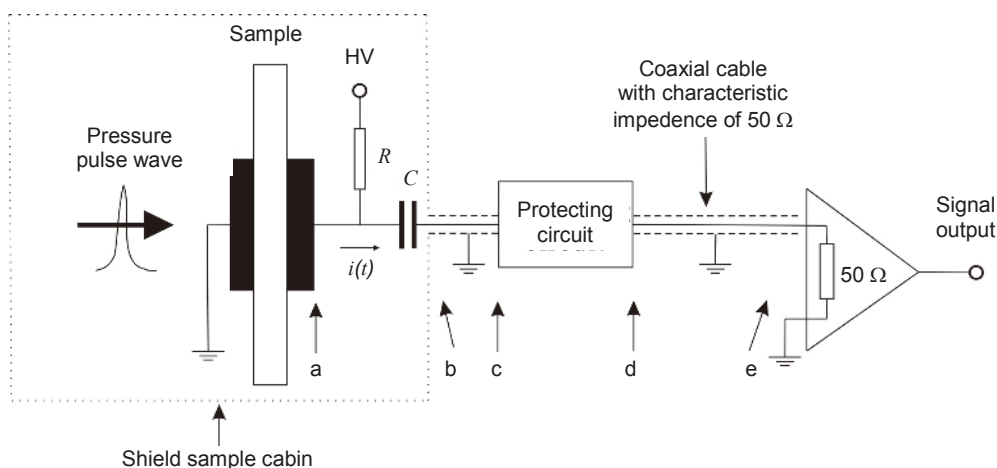 Sample
HV
Coaxial cable
with characteristic
impedence of 50 Ω
Pressure
pulse wave
R
C
Protecting
circuit
Signal
output
i(t)
50 Ω
a
b
c
d
e
Shield sample cabin